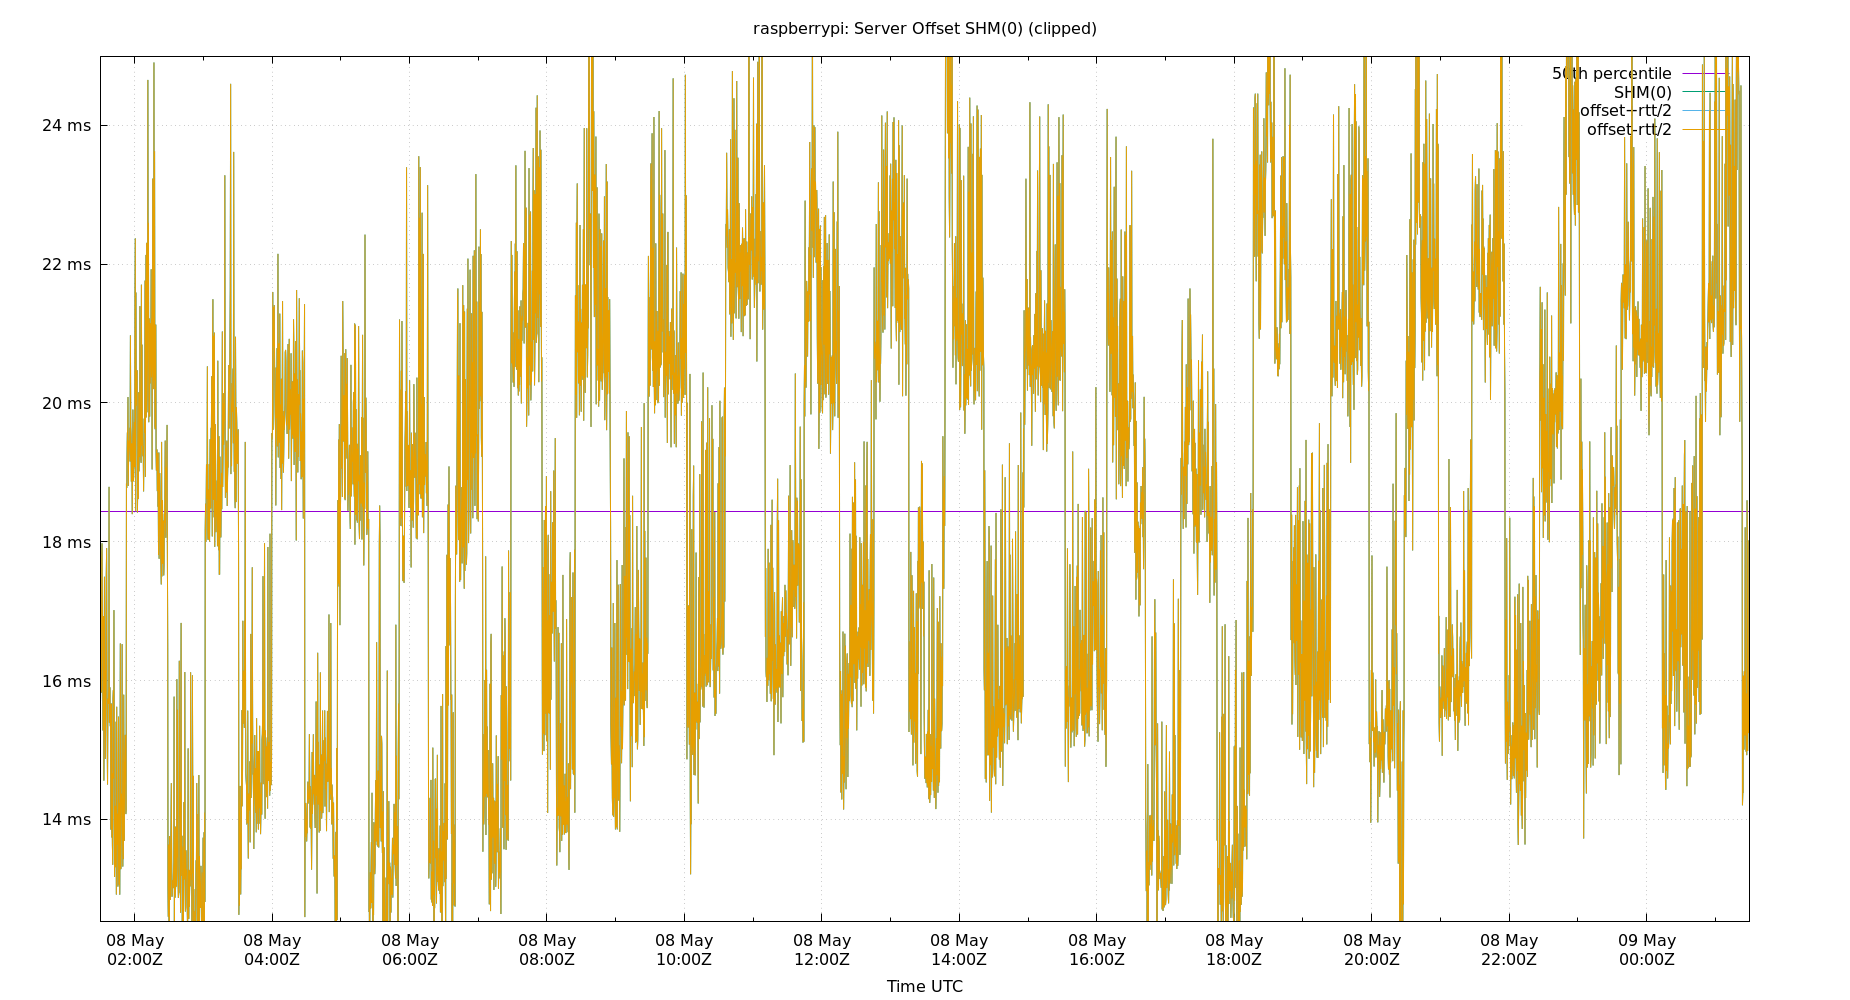 raspberrypi: Server Offset SHM(0) (clipped)
50th percentile
SHM(0)
offset--rtt/2
offset-rtt/2
24 ms
22 ms
20 ms
18 ms
16 ms
14 ms
08 May 08 May 08 May 08 May 08 May 08 May 08 May 08 May 08 May 08 May 08 May 09 May
02:00Z 04:00Z 06:00Z 08:00Z 10:00Z 12:00Z 14:00Z 16:00Z 18:00Z 20:00Z 22:00Z 00:00Z
Time UTC